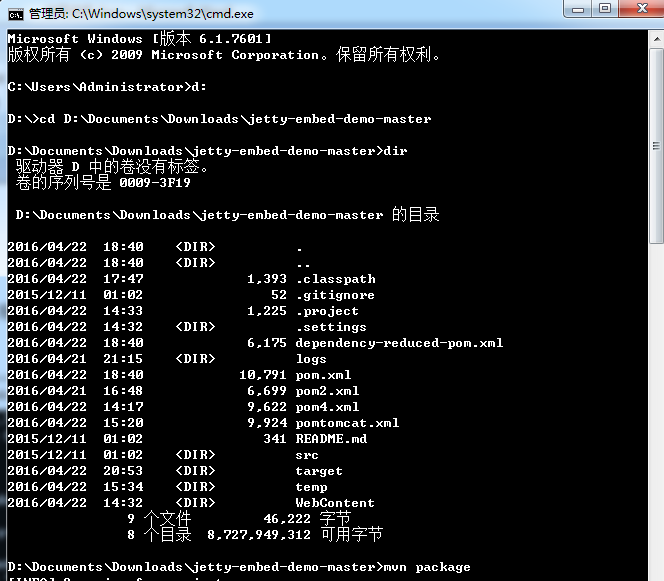 管理员: C:\Windows\system32\cmd.exe
Microsoft Windows [版本 6.1.7601]
版权所有 (c) 2009 Microsoft Corporation。保留所有权利。
C:\Users\Administrator>d:
D:\>cd D:\Documents\Downloads\jetty-embed-demo-master
D:\Documents\Downloads\jetty-embed-demo-master>dir
驱动器 D 中的卷没有标签。
卷的序列号是 0009-3F19
D:\Documents\Downloads\jetty-embed-demo-master 的目录
2016/04/22  18:40    <DIR>          .
2016/04/22  18:40    <DIR>          ..
2016/04/22  17:47             1,393 .classpath
2015/12/11  01:02                52 .gitignore
2016/04/22  14:33             1,225 .project
2016/04/22  14:32    <DIR>          .settings
2016/04/22  18:40             6,175 dependency-reduced-pom.xml
2016/04/21  21:15    <DIR>          logs
2016/04/22  18:40            10,791 pom.xml
2016/04/21  16:48             6,699 pom2.xml
2016/04/22  14:17             9,622 pom4.xml
2016/04/22  15:20             9,924 pomtomcat.xml
2015/12/11  01:02               341 README.md
2015/12/11  01:02    <DIR>          src
2016/04/22  20:53    <DIR>          target
2016/04/22  15:34    <DIR>          temp
2016/04/22  14:32    <DIR>          WebContent
9 个文件         46,222 字节
8 个目录  8,727,949,312 可用字节
D:\Documents\Downloads\jetty-embed-demo-master>mvn package